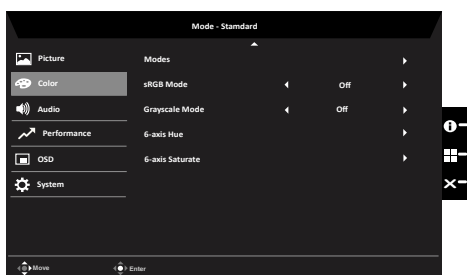 Mode - Stamdard
Picture
Color
Audio
Performance
OSD
System
Modes
sRGB Mode Off
Grayscale Mode Off
6-axis Hue
6-axis Saturate
Move Enter